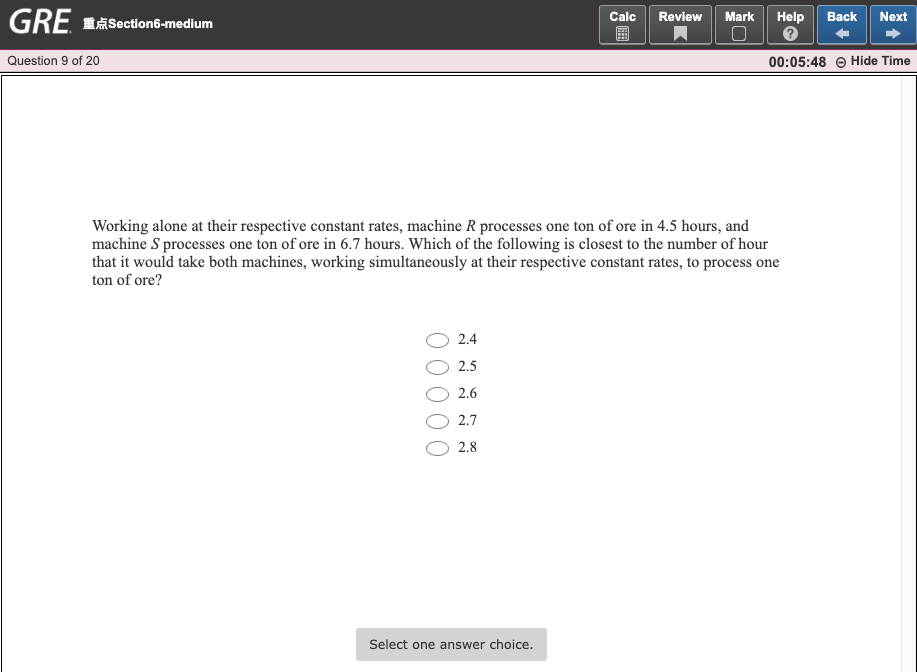 GRE 重点Section6-medium
Calc Review Mark Help Back Next
Question 9 of 20
00:05:48 Hide Time
Working alone at their respective constant rates, machine R processes one ton of ore in 4.5 hours, and
machine S processes one ton of ore in 6.7 hours. Which of the following is closest to the number of hour
that it would take both machines, working simultaneously at their respective constant rates, to process one
ton of ore?
2.4
2.5
2.6
2.7
2.8
Select one answer choice.